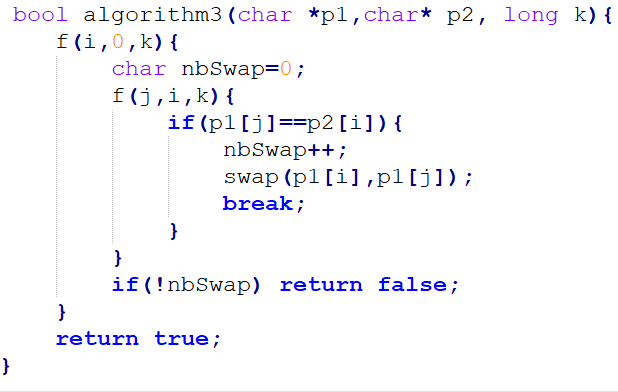 bool algorithm3(char *p1,char* p2, long k){
    f(i,0,k){
        char nbSwap=0;
        f(j,i,k){
            if(p1[j]==p2[i]){
                nbSwap++;
                swap(p1[i],p1[j]);
                break;
            }
        }
        if(!nbSwap) return false;
    }
    return true;
}